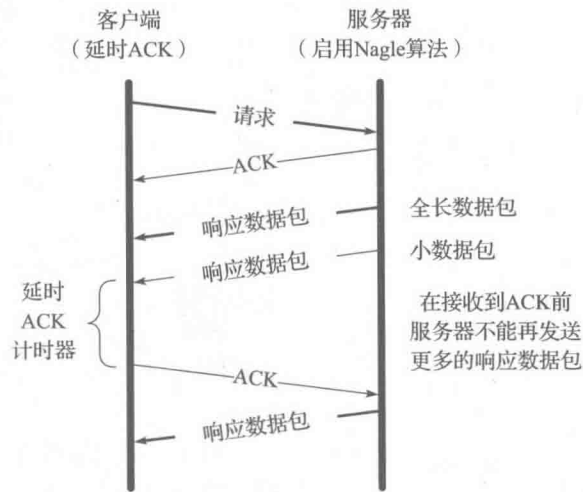 客户端
（延时ACK）
服务器
（启用Nagle算法）
请求
ACK
响应数据包
全长数据包
响应数据包
小数据包
延时
ACK
计时器
在接收到ACK前
服务器不能再发送
更多的响应数据包
ACK
响应数据包